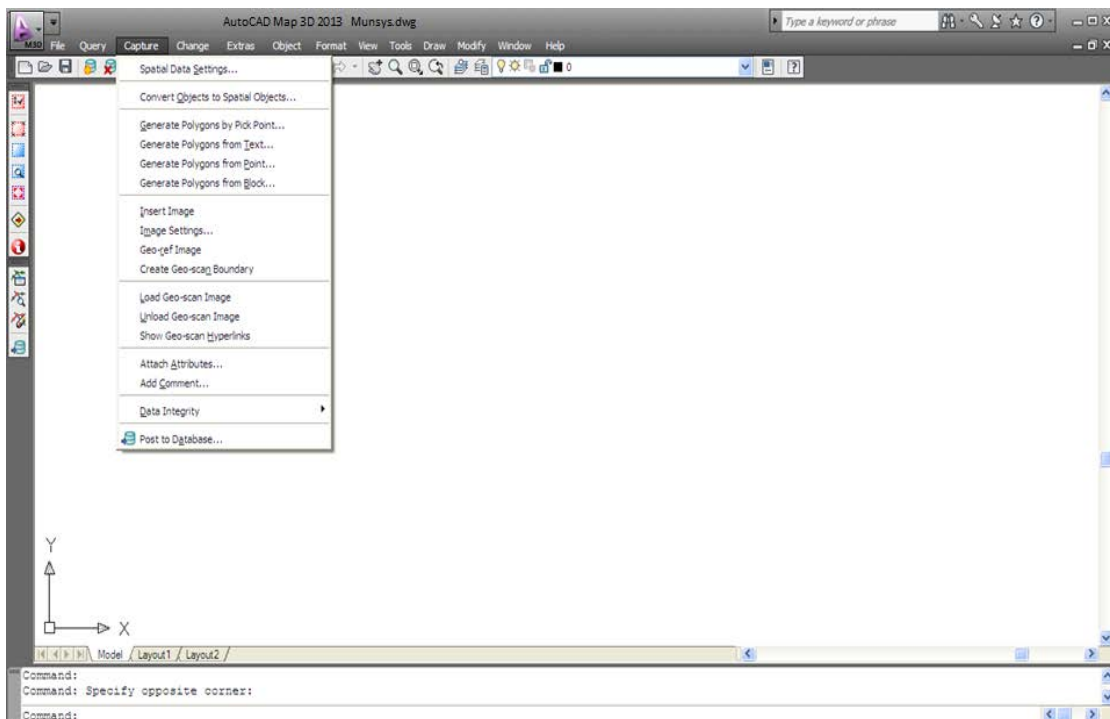 AutoCAD Map 3D 2013 Munsys.dwg
Type a keyword or phrase
M3D File Query Capture Change Extras Object Format View Tools Draw Modify Window Help
0
Spatial Data Settings...
Convert Objects to Spatial Objects...
Generate Polygons by Pick Point...
Generate Polygons from Text...
Generate Polygons from Point...
Generate Polygons from Block...
Insert Image
Image Settings...
Geo-ref Image
Create Geo-scan Boundary
Load Geo-scan Image
Unload Geo-scan Image
Show Geo-scan Hyperlinks
Attach Attributes...
Add Comment...
Data Integrity
Post to Database...
Y
X
Model / Layout1 / Layout2 /
Command:
Command: Specify opposite corner:
Command: